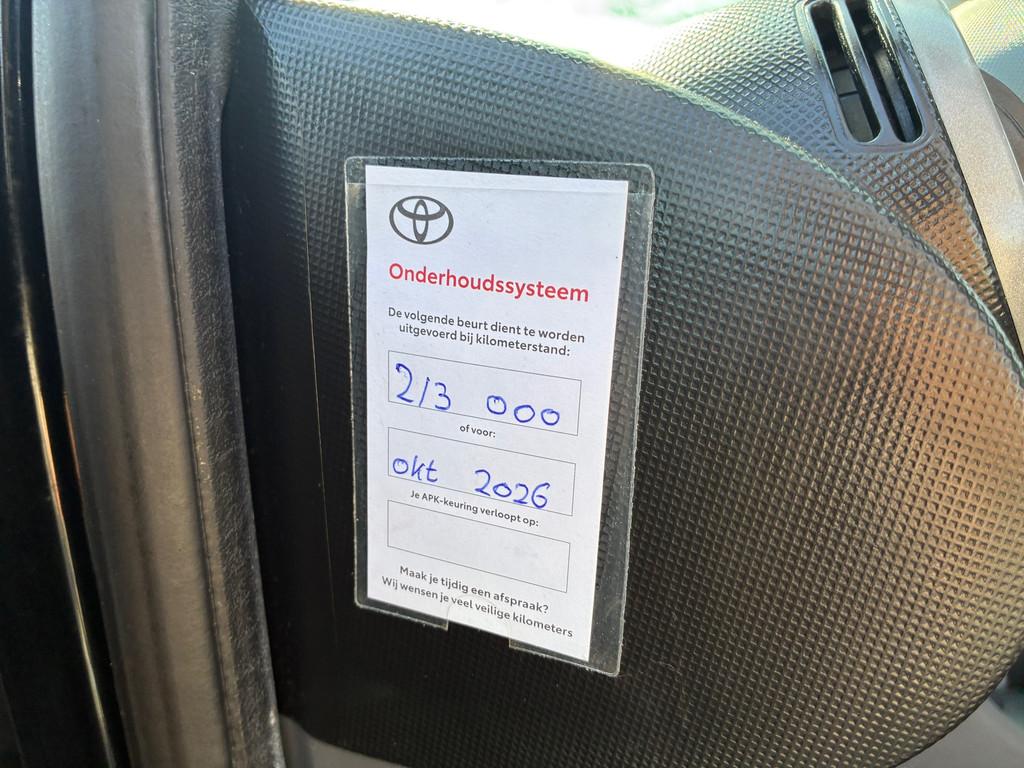 Onderhoudssysteem
De volgende beurt dient te worden
uitgevoerd bij kilometerstand:
213 000
of voor:
okt 2026
Je APK-keuring verloopt op:
Maak je tijdig een afspraak?
Wij wensen je veel veilige kilometers